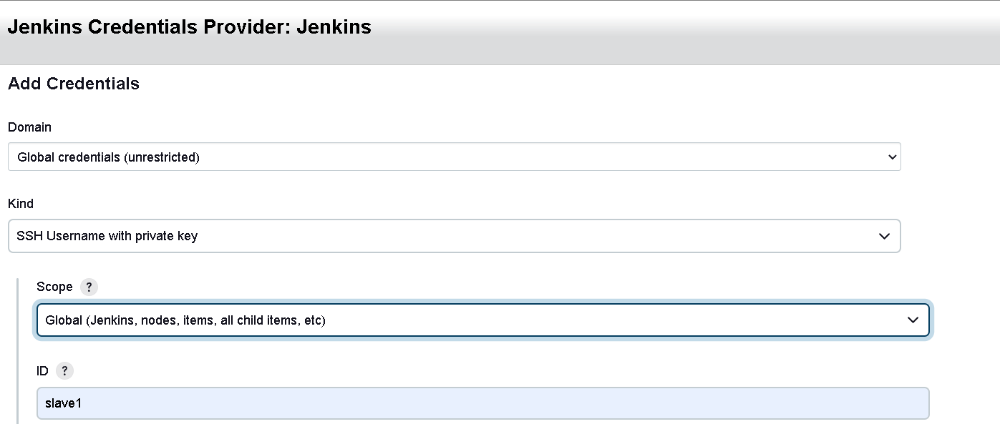 Jenkins Credentials Provider: Jenkins
Add Credentials
Domain
Global credentials (unrestricted)
Kind
SSH Username with private key
Scope ?
Global (Jenkins, nodes, items, all child items, etc)
ID ?
slave1